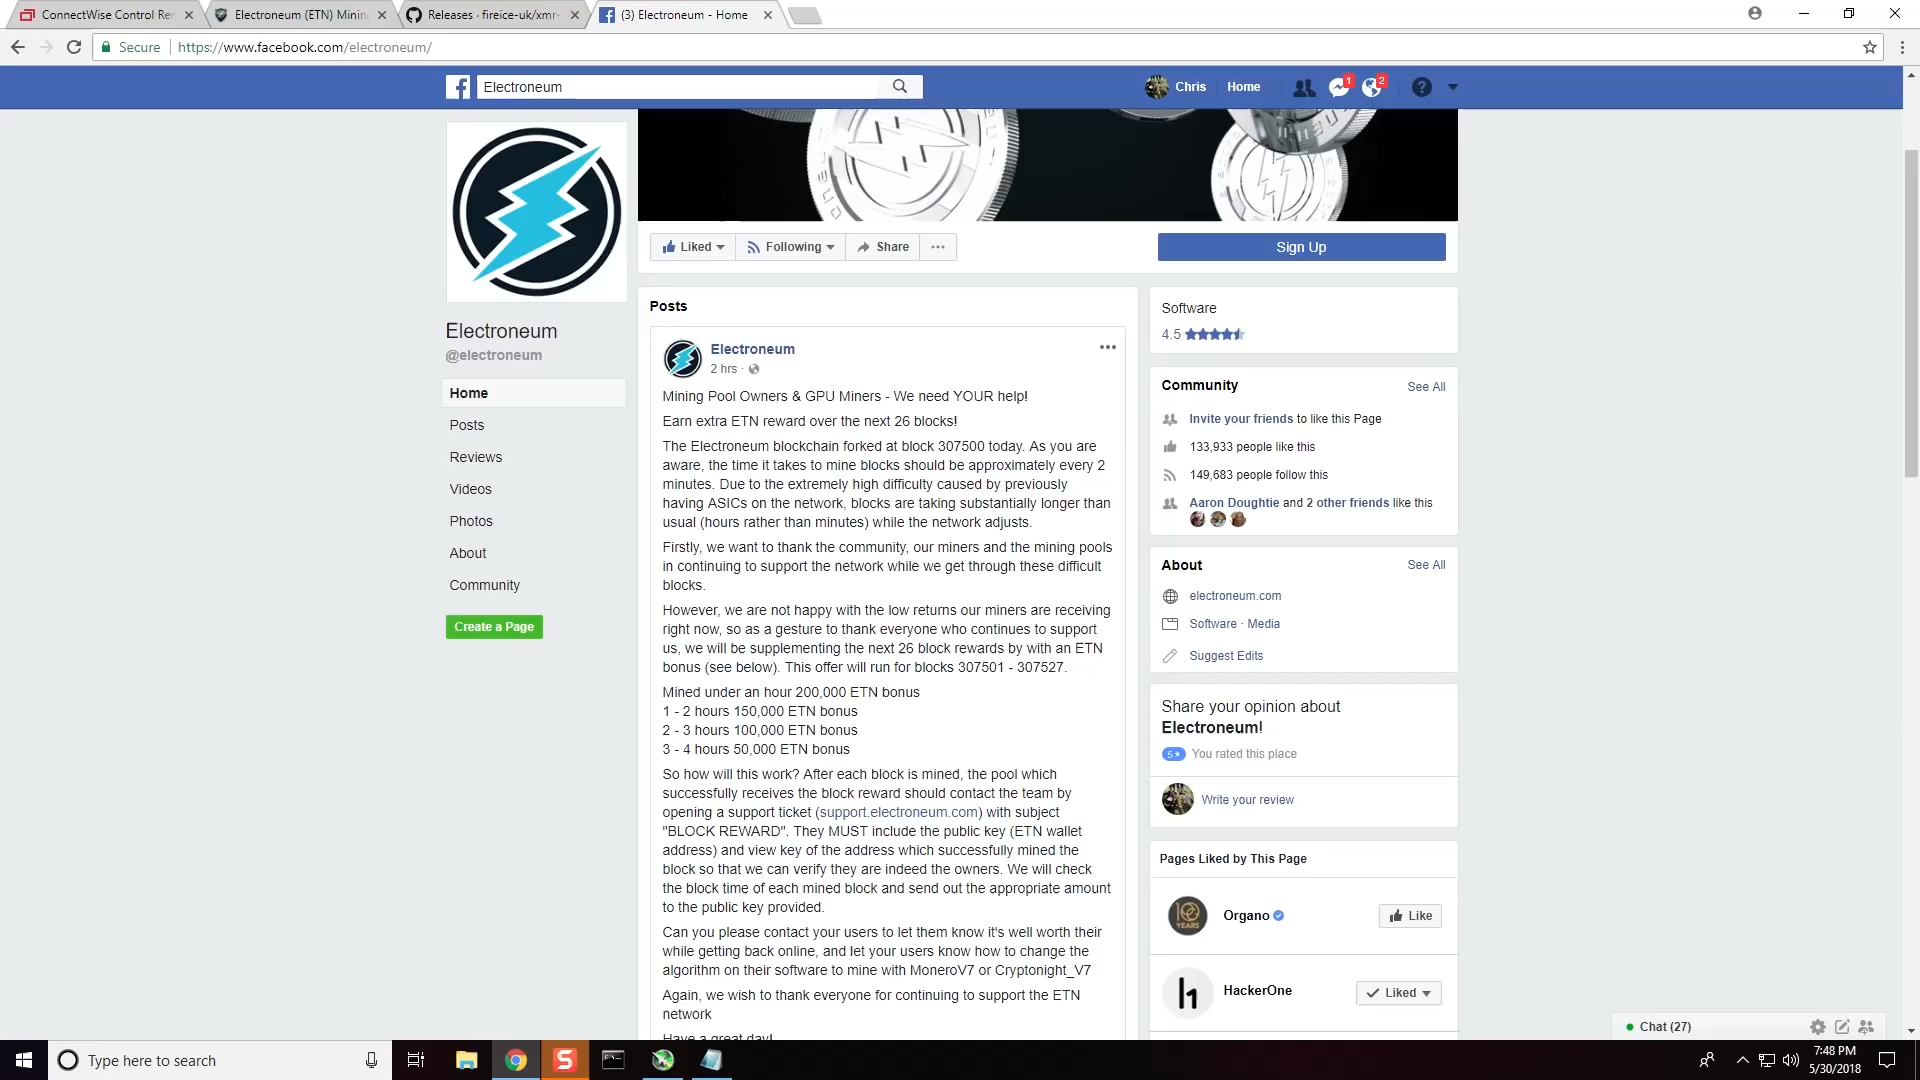 ConnectWise Control Rem
Electroneum (ETN) Mining
Releases · fireice-uk/xmr-
(3) Electroneum - Home
Secure
https://www.facebook.com/electroneum/
Electroneum
Chris
Home
1
2
Liked
Following
Share
Sign Up
Electroneum
@electroneum
Home
Posts
Reviews
Videos
Photos
About
Community
Create a Page
Posts
Electroneum
2 hrs ·
Mining Pool Owners & GPU Miners - We need YOUR help!
Earn extra ETN reward over the next 26 blocks!
The Electroneum blockchain forked at block 307500 today. As you are
aware, the time it takes to mine blocks should be approximately every 2
minutes. Due to the extremely high difficulty caused by previously
having ASICs on the network, blocks are taking substantially longer than
usual (hours rather than minutes) while the network adjusts.
Firstly, we want to thank the community, our miners and the mining pools
in continuing to support the network while we get through these difficult
blocks.
However, we are not happy with the low returns our miners are receiving
right now, so as a gesture to thank everyone who continues to support
us, we will be supplementing the next 26 block rewards by with an ETN
bonus (see below). This offer will run for blocks 307501 - 307527.
Mined under an hour 200,000 ETN bonus
1 - 2 hours 150,000 ETN bonus
2 - 3 hours 100,000 ETN bonus
3 - 4 hours 50,000 ETN bonus
So how will this work? After each block is mined, the pool which
successfully receives the block reward should contact the team by
opening a support ticket (support.electroneum.com) with subject
"BLOCK REWARD". They MUST include the public key (ETN wallet
address) and view key of the address which successfully mined the
block so that we can verify they are indeed the owners. We will check
the block time of each mined block and send out the appropriate amount
to the public key provided.
Can you please contact your users to let them know it's well worth their
while getting back online, and let your users know how to change the
algorithm on their software to mine with MoneroV7 or Cryptonight_V7
Again, we wish to thank everyone for continuing to support the ETN
network
Have a great day!
Software
4.5
Community
See All
Invite your friends to like this Page
133,933 people like this
149,683 people follow this
Aaron Doughtie and 2 other friends like this
About
See All
electroneum.com
Software · Media
Suggest Edits
Share your opinion about
Electroneum!
5★ You rated this place
Write your review
Pages Liked by This Page
10 YEARS
Organo
Like
h1
HackerOne
Liked
Chat (27)
Type here to search
7:48 PM
5/30/2018